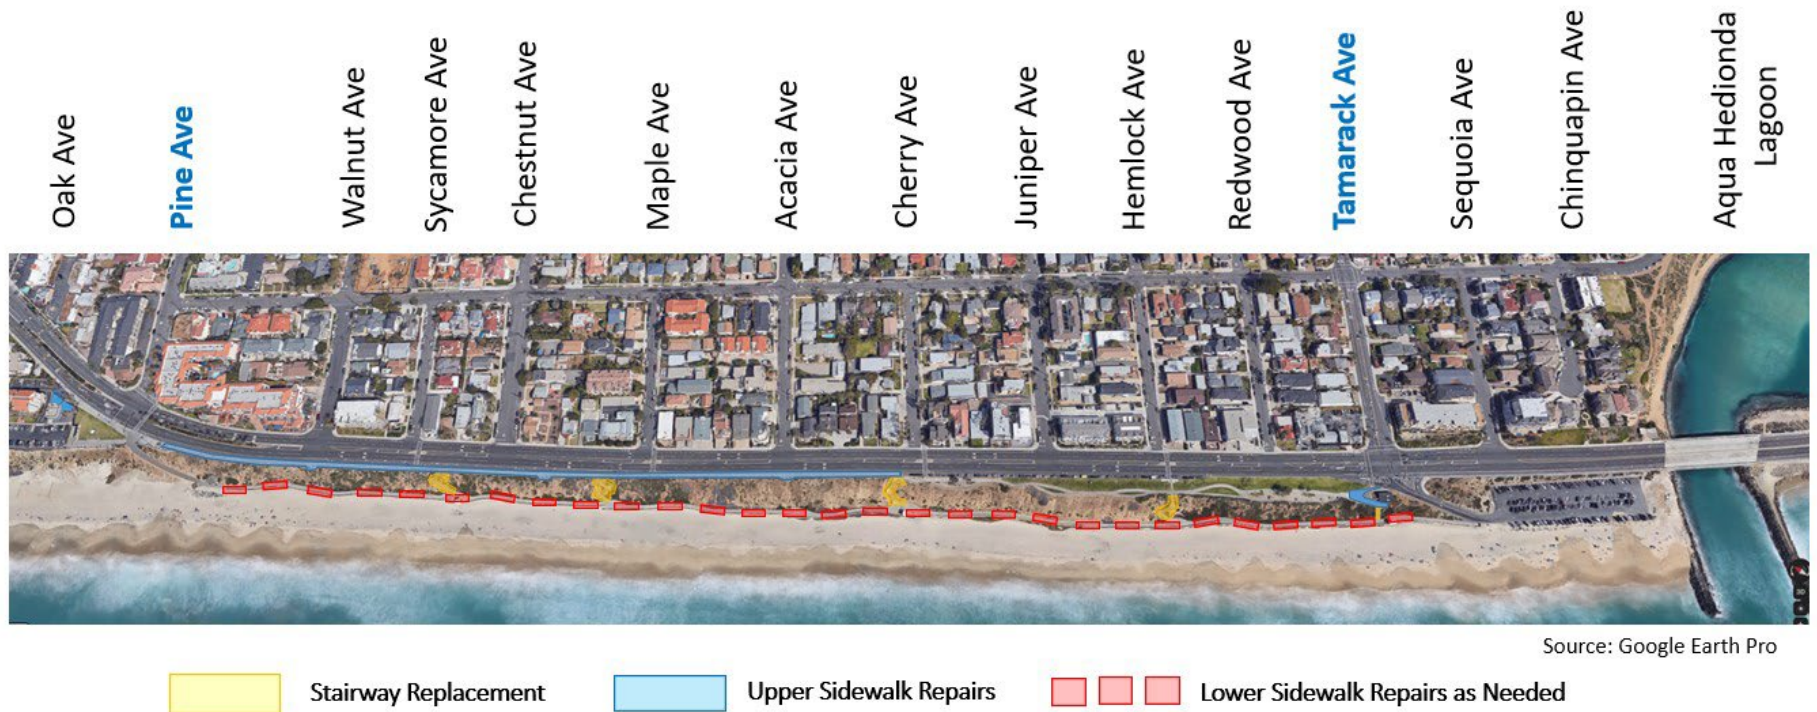 Oak Ave
Pine Ave
Walnut Ave
Sycamore Ave
Chestnut Ave
Maple Ave
Acacia Ave
Cherry Ave
Juniper Ave
Hemlock Ave
Redwood Ave
Tamarack Ave
Sequoia Ave
Chinquapin Ave
Aqua Hedionda
Lagoon
Source: Google Earth Pro
Stairway Replacement
Upper Sidewalk Repairs
Lower Sidewalk Repairs as Needed